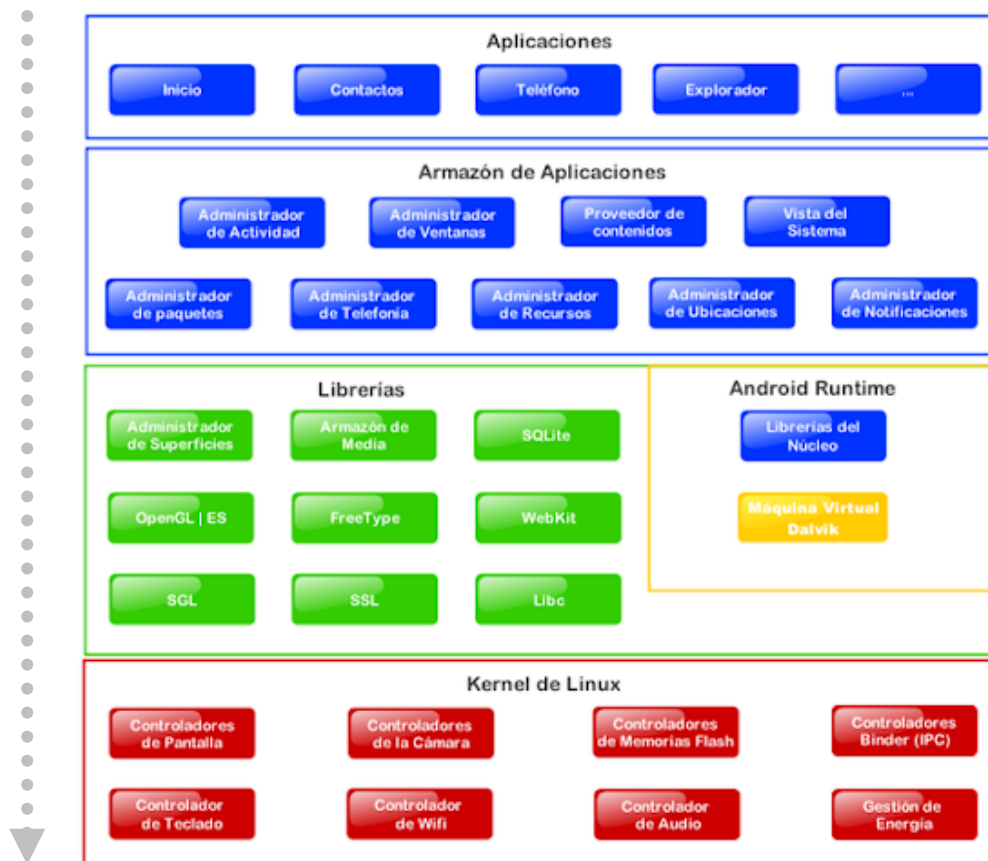 Aplicaciones
Inicio
Contactos
Teléfono
Explorador
...
Armazón de Aplicaciones
Administrador
de Actividad
Administrador
de Ventanas
Proveedor de
contenidos
Vista del
Sistema
Administrador
de paquetes
Administrador
de Telefonía
Administrador
de Recursos
Administrador
de Ubicaciones
Administrador
de Notificaciones
Librerías
Administrador
de Superficies
Armazón de
Media
SQLite
OpenGL | ES
FreeType
WebKit
SGL
SSL
Libc
Android Runtime
Librerías del
Núcleo
Máquina Virtual
Dalvik
Kernel de Linux
Controladores
de Pantalla
Controladores
de la Cámara
Controladores
de Memorias Flash
Controladores
Binder (IPC)
Controlador
de Teclado
Controlador
de Wifi
Controlador
de Audio
Gestión de
Energía